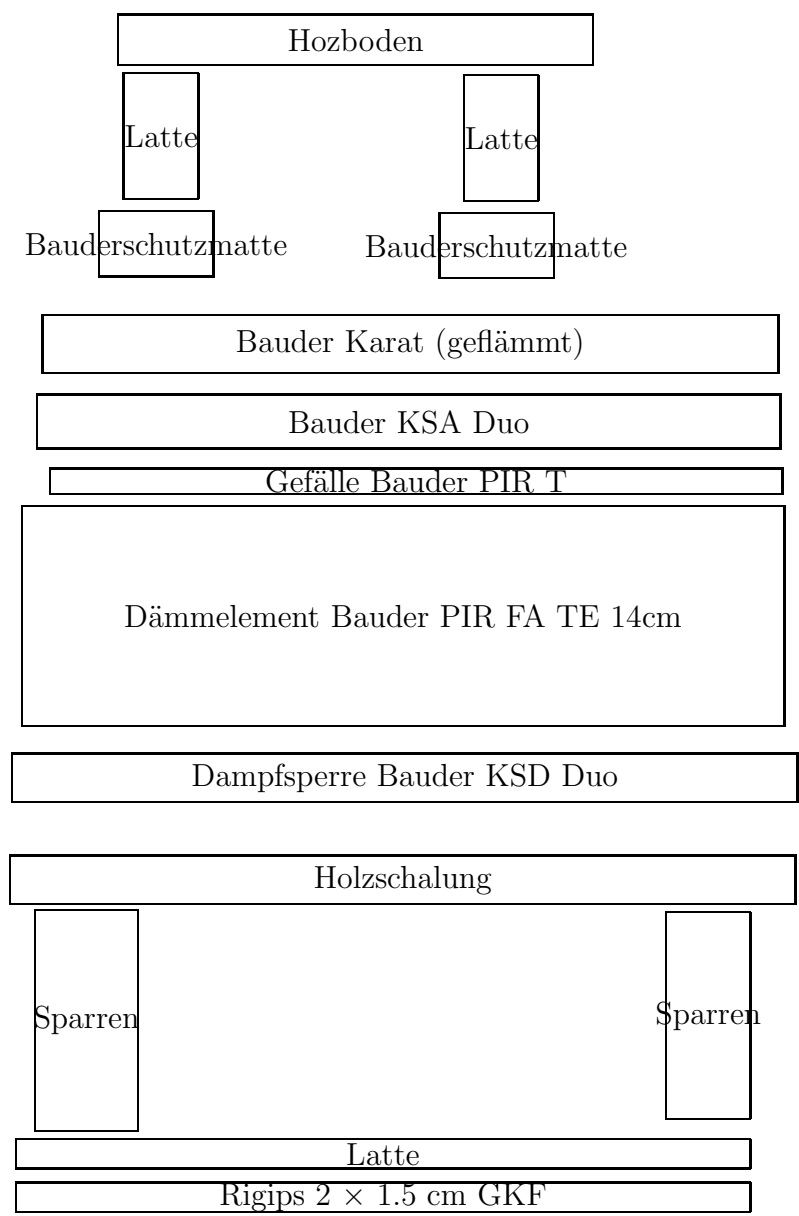 Hozboden
Latte Latte
Bauderschutzmatte Bauderschutzmatte
Bauder Karat (geflämmt)
Bauder KSA Duo
Gefälle Bauder PIR T
Dämmelement Bauder PIR FA TE 14cm
Dampfsperre Bauder KSD Duo
Holzschalung
Sparren Sparren
Latte
Rigips 2 × 1.5 cm GKF